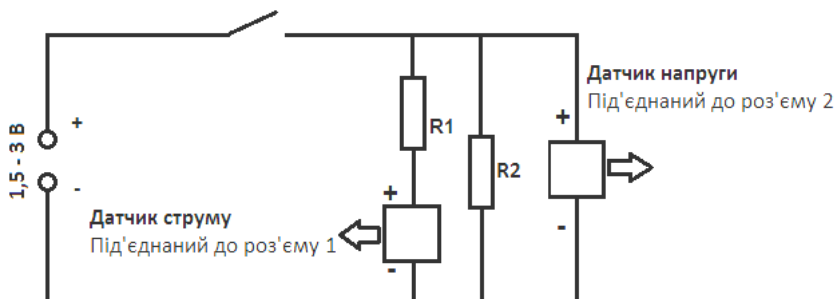 1,5 - 3 В
+
-
R1
+
-
R2
+
-
Датчик напруги
Під'єднаний до роз'єму 2
Датчик струму
Під'єднаний до роз'єму 1